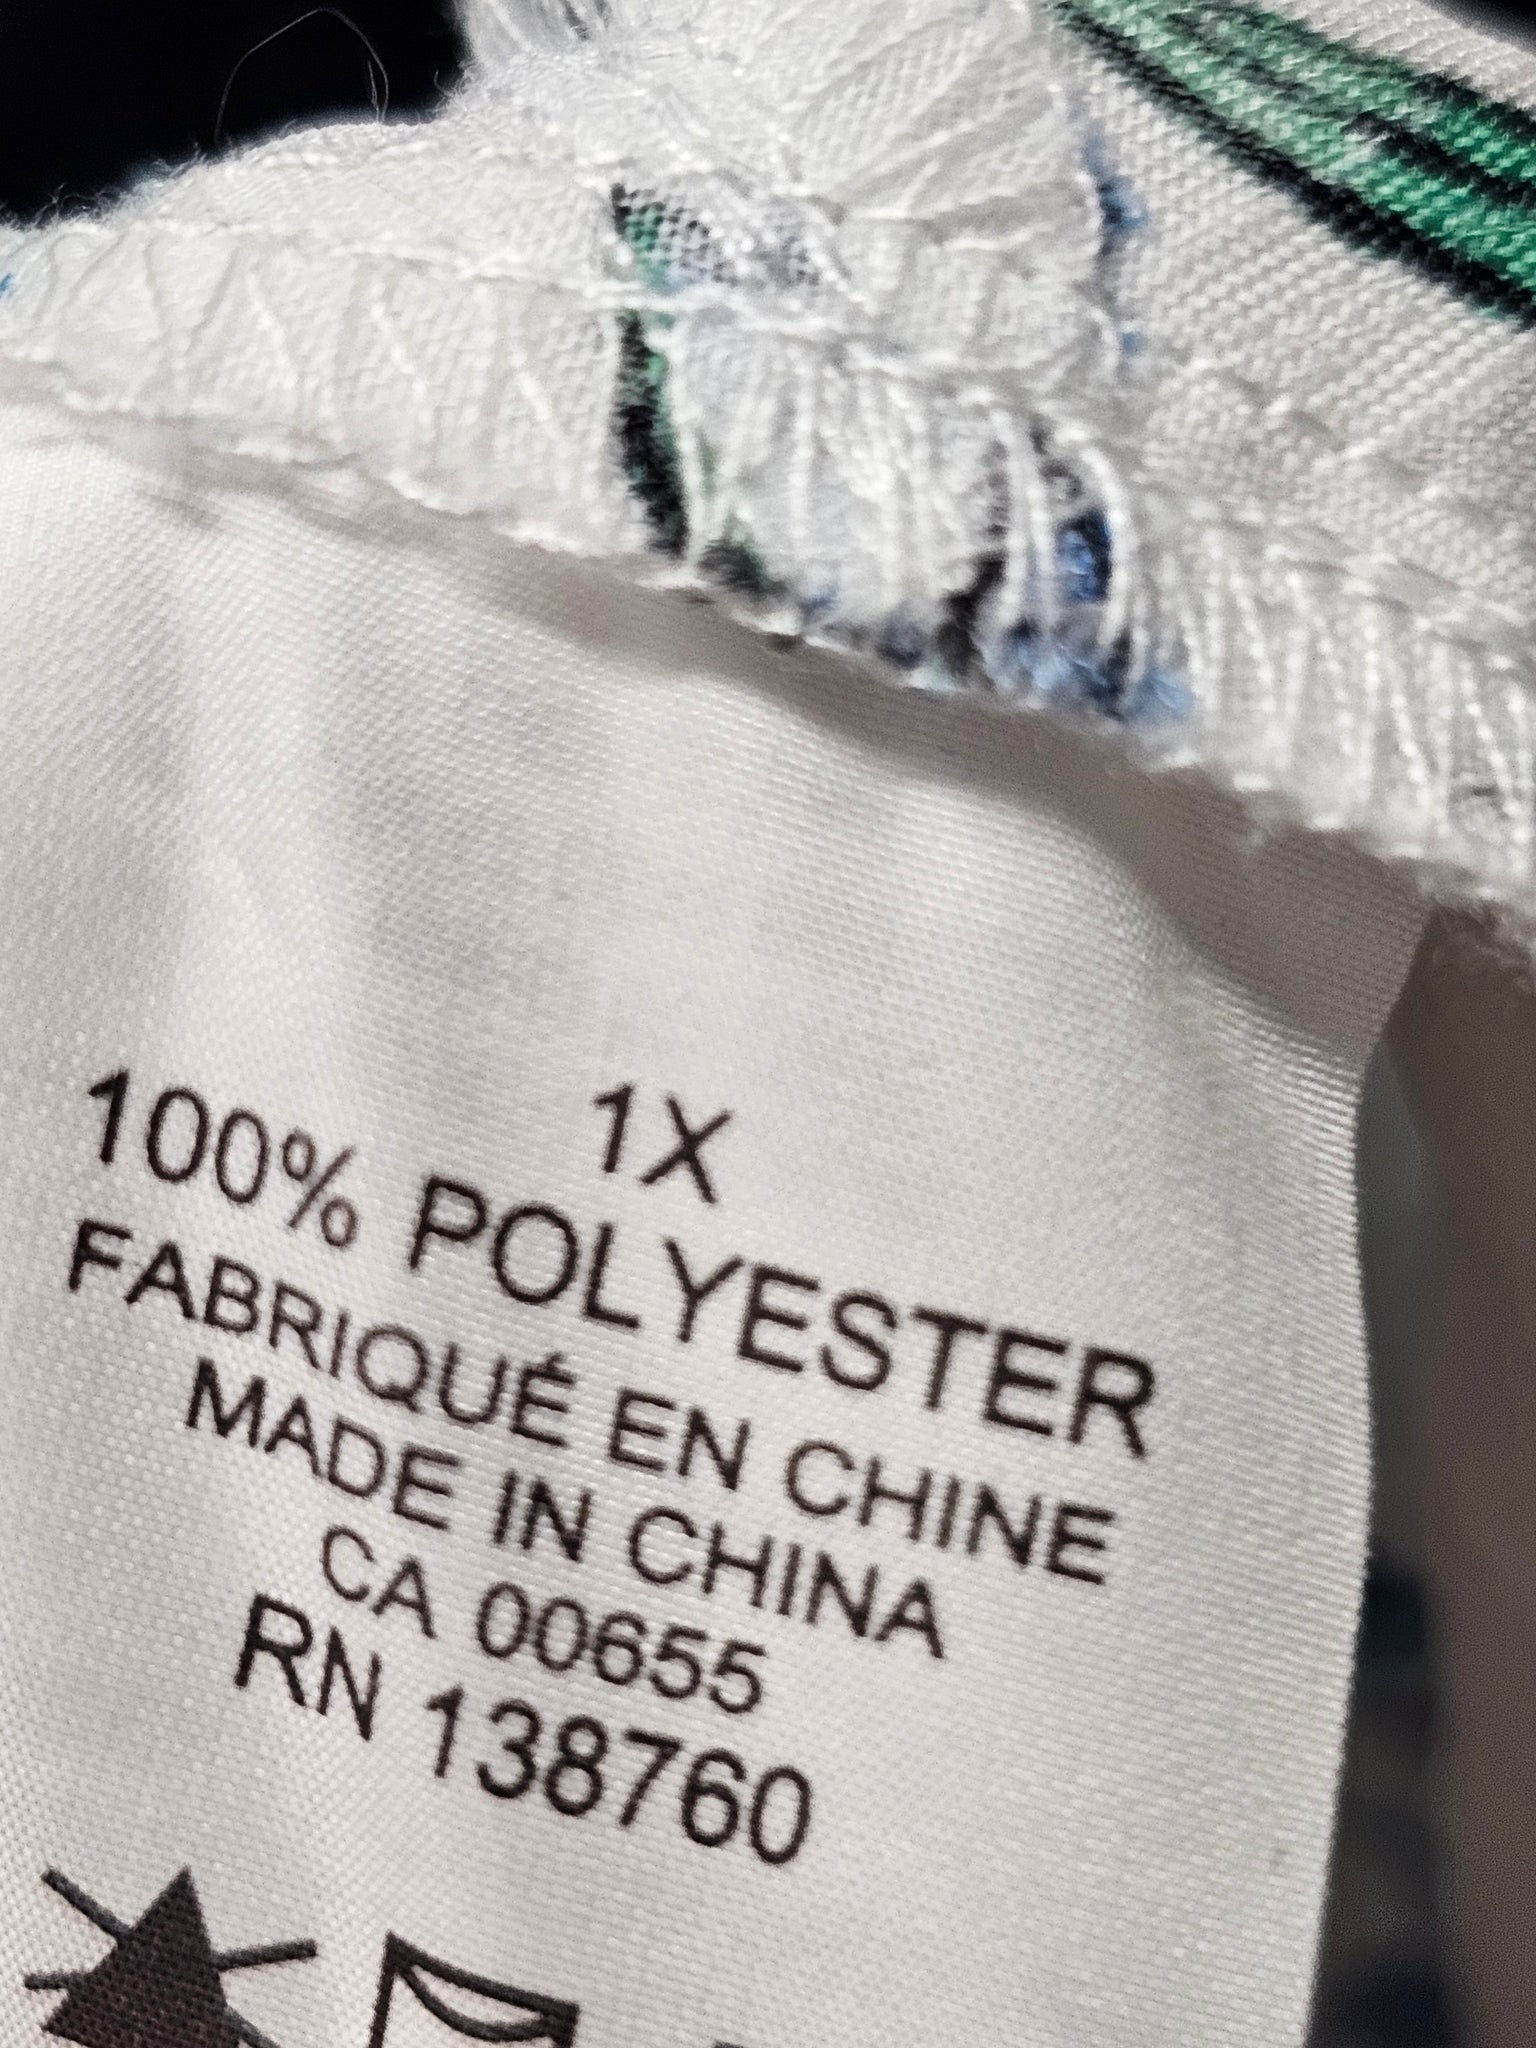 1X
100% POLYESTER
FABRIQUÉ EN CHINE
MADE IN CHINA
CA 00655
RN 138760